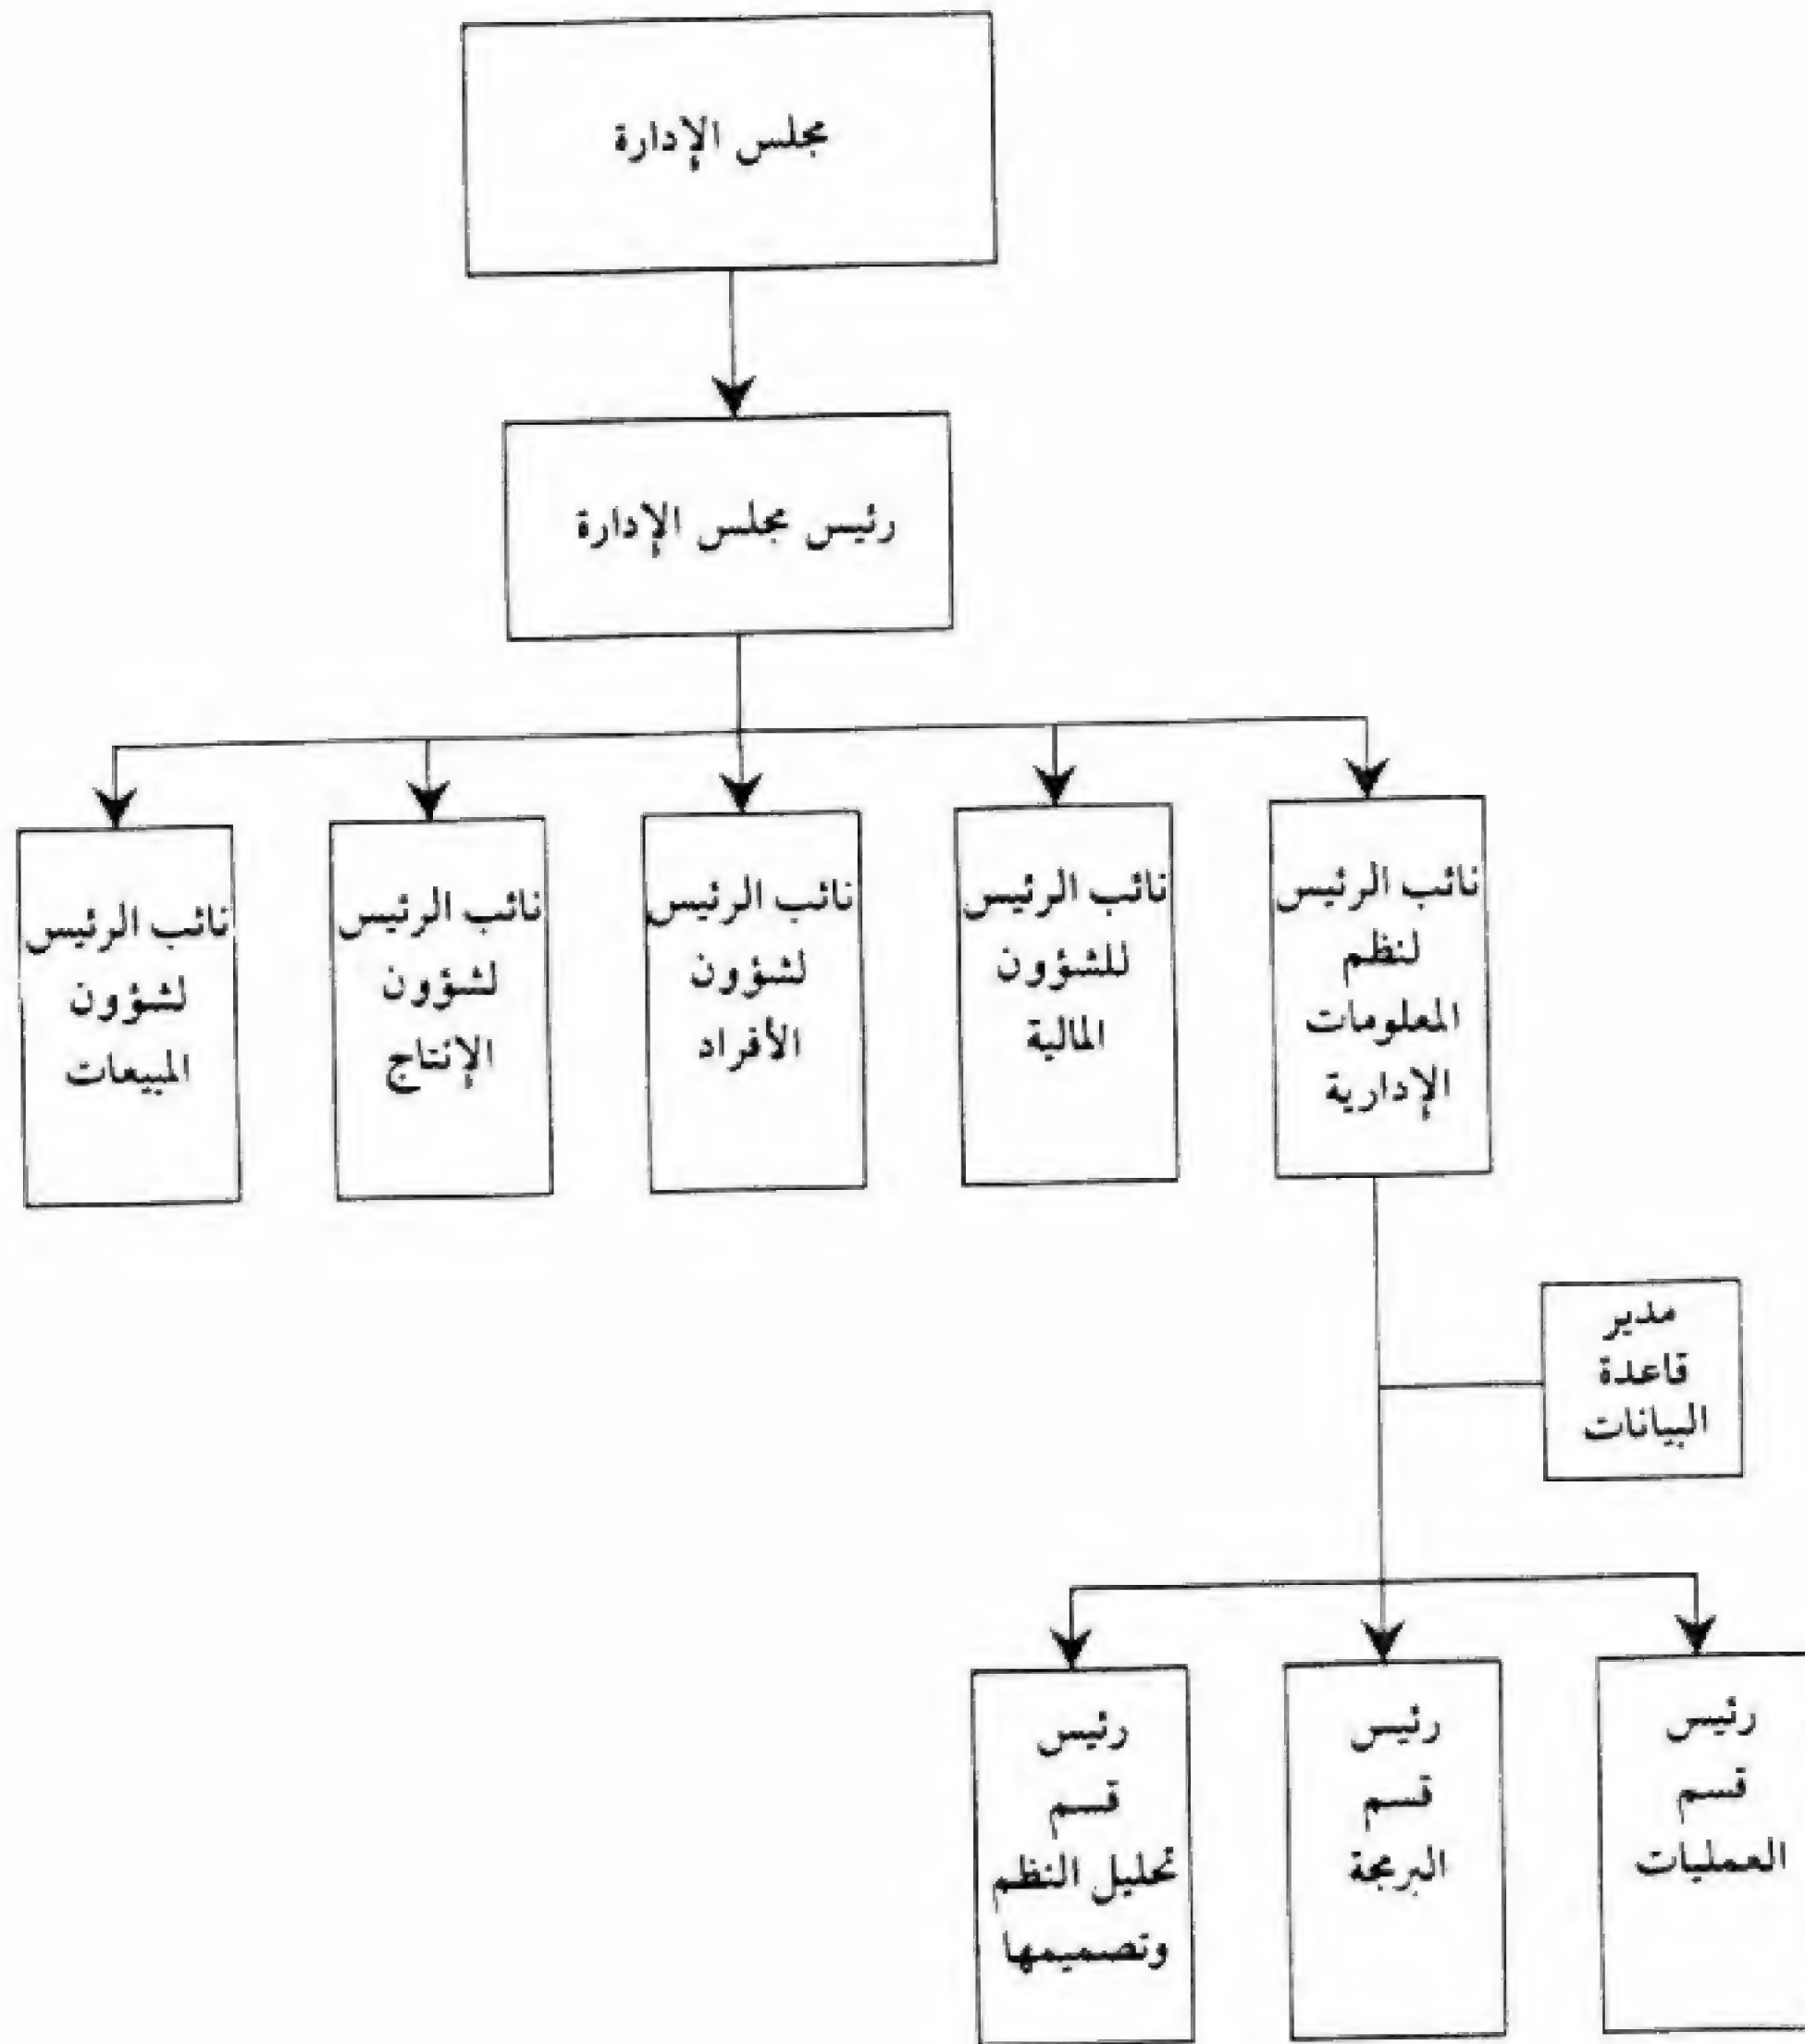 مجلس الإدارة
رئيس مجلس الإدارة
نائب الرئيس
لنظم
المعلومات
الإدارية
نائب الرئيس
للشؤون
المالية
نائب الرئيس
لشؤون
الأفراد
نائب الرئيس
لشؤون
الإنتاج
نائب الرئيس
لشؤون
المبيعات
مدير
قاعدة
البيانات
رئيس
قسم
العمليات
رئيس
قسم
البرمجة
رئيس
قسم
تحليل النظم
وتصميمها